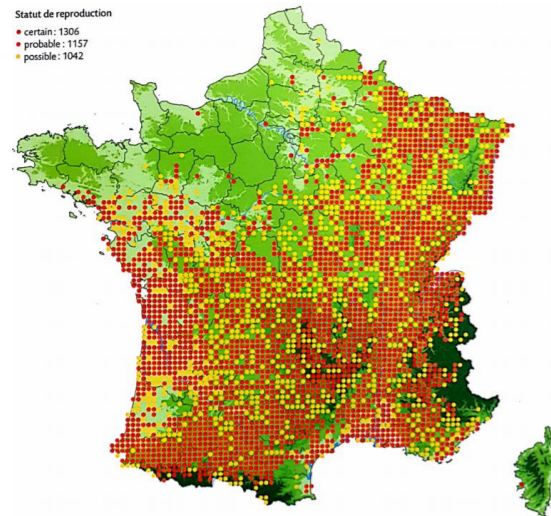 Statut de reproduction
certain : 1306
probable : 1157
possible : 1042